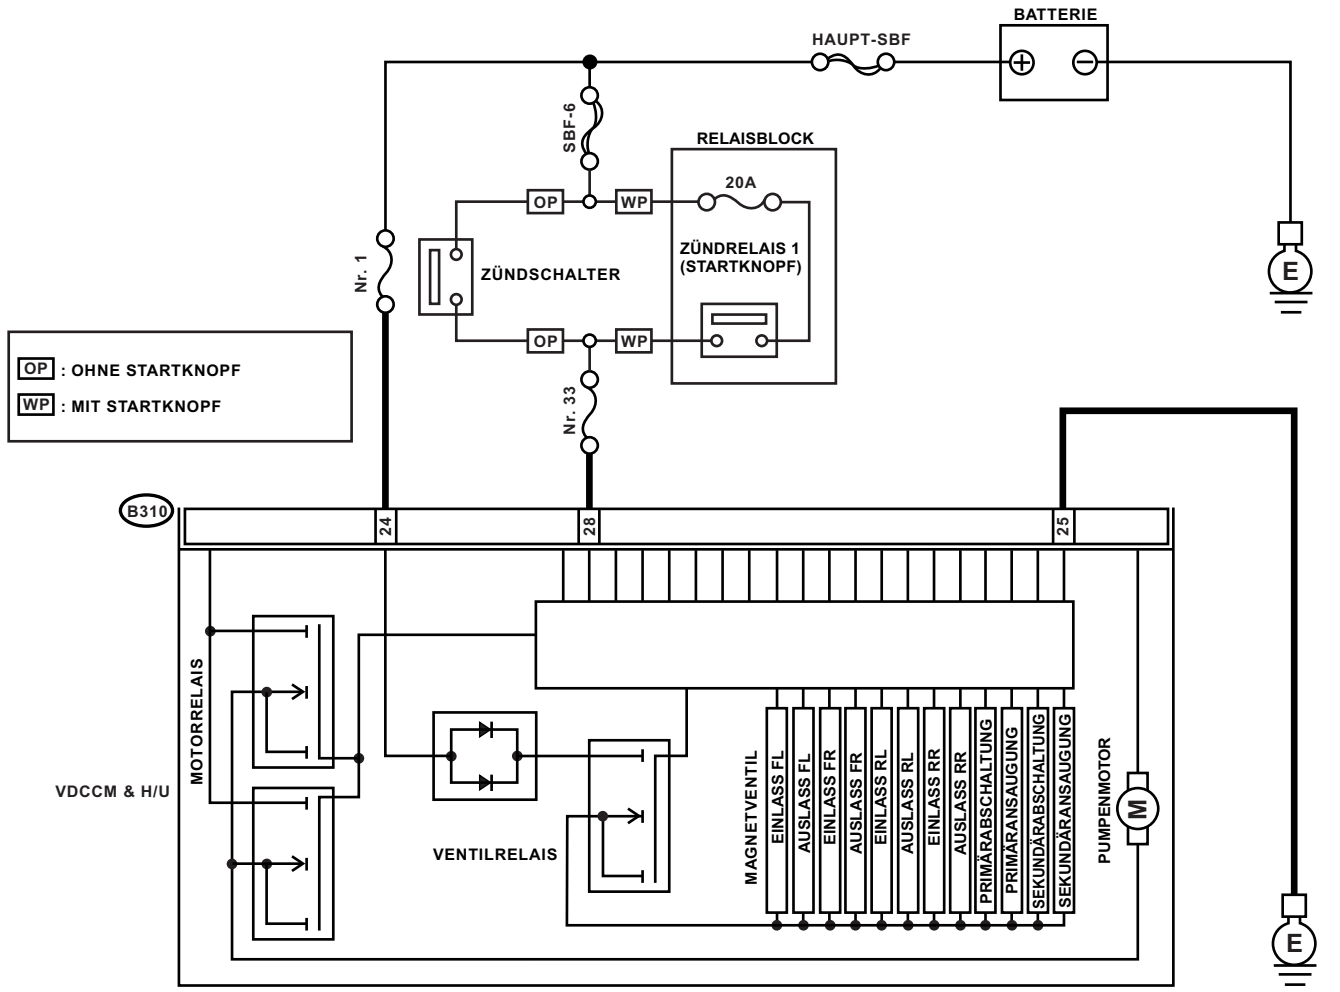 BATTERIE
HAUPT-SBF
SBF-6
RELAISBLOCK
20A
OP
WP
ZÜNDRELAIS 1
(STARTKNOPF)
Nr. 1
ZÜNDSCHALTER
E
OP
WP
OP : OHNE STARTKNOPF
WP : MIT STARTKNOPF
Nr. 33
B310
24
28
25
MOTORRELAIS
VDCCM & H/U
VENTILRELAIS
MAGNETVENTIL
EINLASS FL
AUSLASS FL
EINLASS FR
AUSLASS FR
EINLASS RL
AUSLASS RL
EINLASS RR
AUSLASS RR
PRIMÄRABSCHALTUNG
PRIMÄRANSAUGUNG
SEKUNDÄRABSCHALTUNG
SEKUNDÄRANSAUGUNG
PUMPENMOTOR
M
E